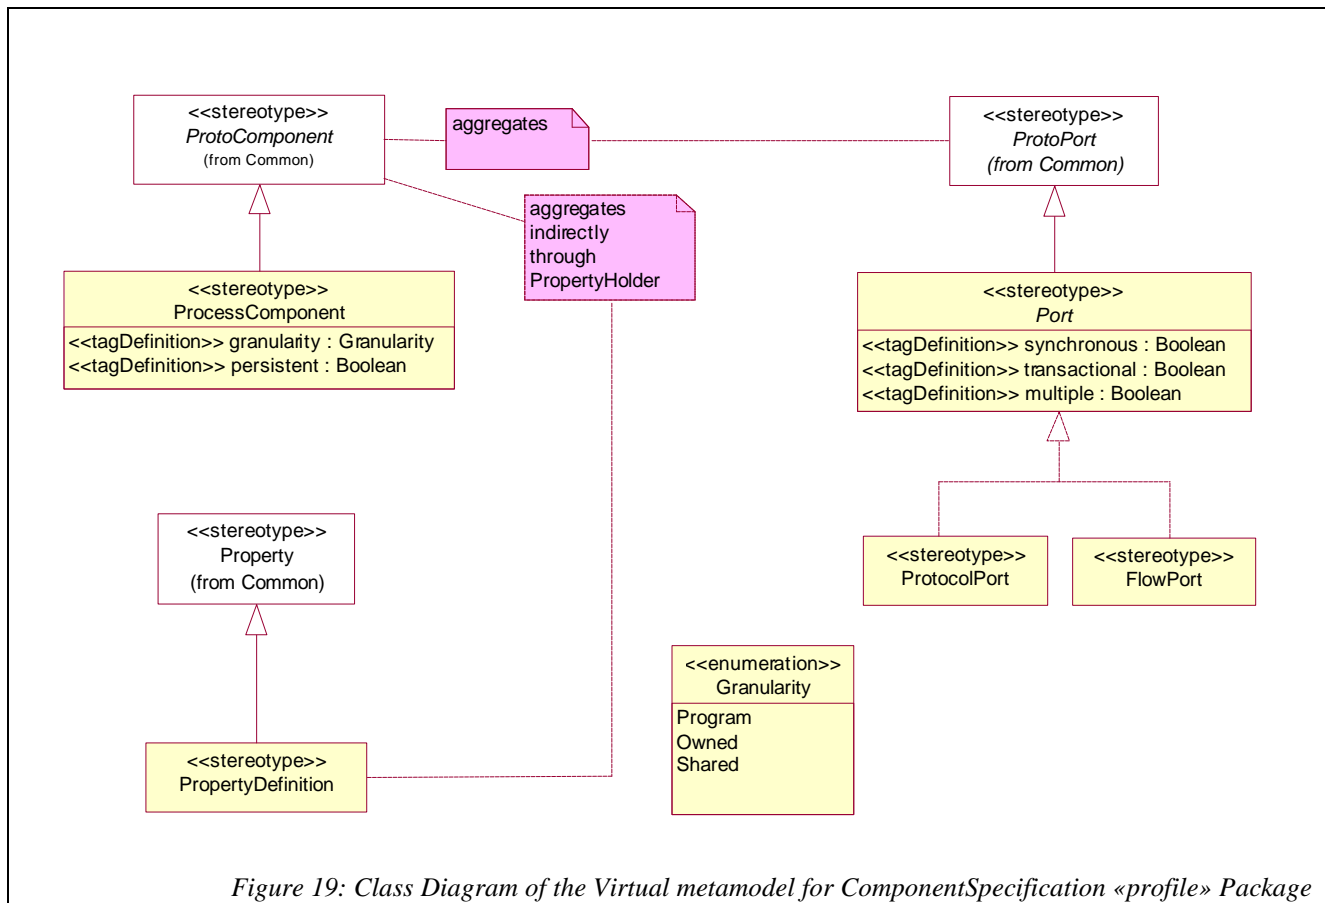 <<stereotype>>
ProtoComponent
(from Common)
aggregates
<<stereotype>>
ProtoPort
(from Common)
aggregates
indirectly
through
PropertyHolder
<<stereotype>>
ProcessComponent
<<tagDefinition>> granularity : Granularity
<<tagDefinition>> persistent : Boolean
<<stereotype>>
Port
<<tagDefinition>> synchronous : Boolean
<<tagDefinition>> transactional : Boolean
<<tagDefinition>> multiple : Boolean
<<stereotype>>
Property
(from Common)
<<stereotype>>
ProtocolPort
<<stereotype>>
FlowPort
<<enumeration>>
Granularity
Program
Owned
Shared
<<stereotype>>
PropertyDefinition
Figure 19: Class Diagram of the Virtual metamodel for ComponentSpecification «profile» Package